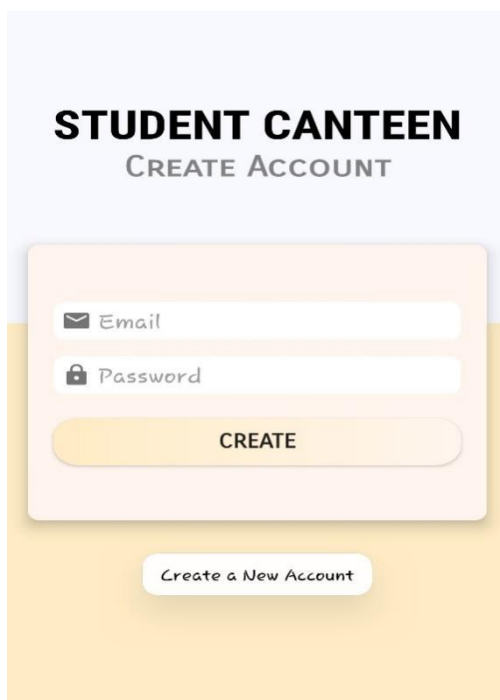 STUDENT CANTEEN
CREATE ACCOUNT
Email
Password
CREATE
Create a New Account